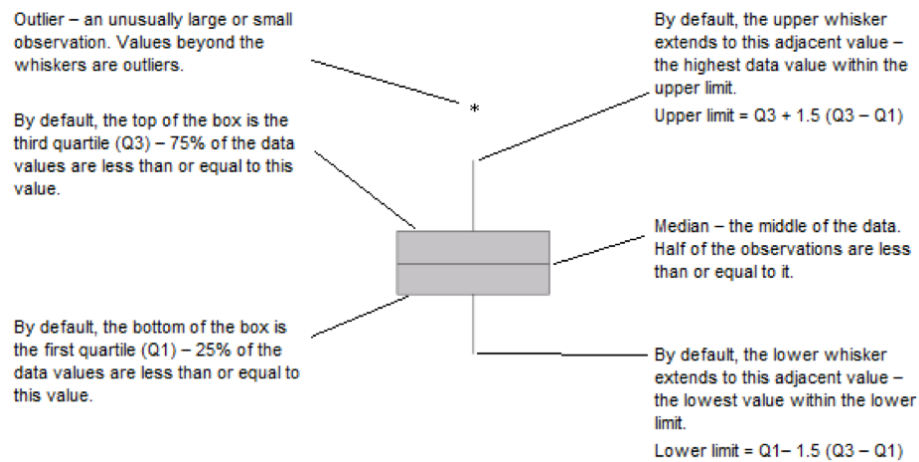 Outlier – an unusually large or small
observation. Values beyond the
whiskers are outliers.
By default, the top of the box is the
third quartile (Q3) – 75% of the data
values are less than or equal to this
value.
By default, the bottom of the box is
the first quartile (Q1) – 25% of the
data values are less than or equal to
this value.
*
By default, the upper whisker
extends to this adjacent value –
the highest data value within the
upper limit.
Upper limit = Q3 + 1.5 (Q3 – Q1)
Median – the middle of the data.
Half of the observations are less
than or equal to it.
By default, the lower whisker
extends to this adjacent value –
the lowest value within the lower
limit.
Lower limit = Q1– 1.5 (Q3 – Q1)